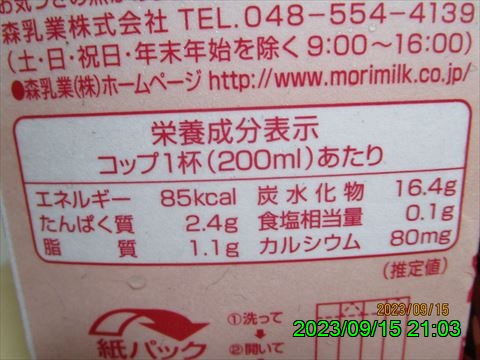 森乳業株式会社 TEL.048-554-4139
(土・日・祝日・年末年始を除く9:00〜16:00)
●森乳業(株)ホームページ http://www.morimilk.co.jp/
栄養成分表示
コップ1杯(200ml)あたり
エネルギー 85kcal 炭水化物 16.4g
たんぱく質 2.4g 食塩相当量 0.1g
脂質 1.1g カルシウム 80mg
(推定値)
①洗って
紙パック ②開いて
2023/09/15
2023/09/15 21:03